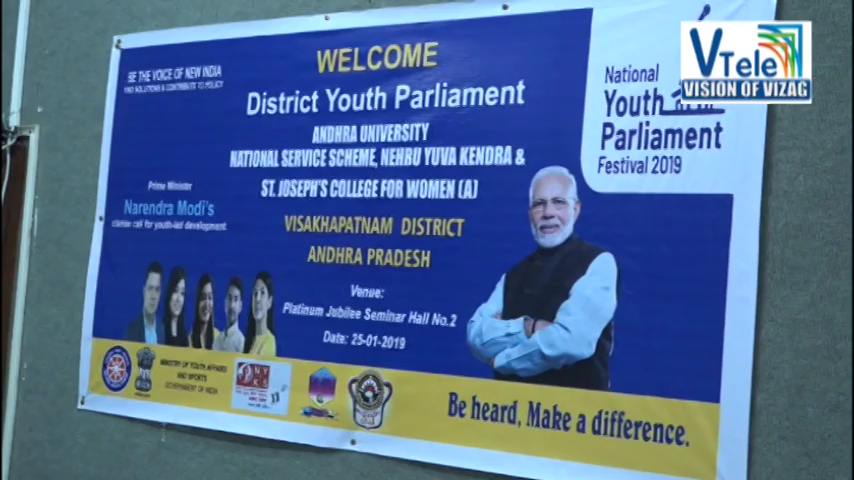 VTele
VISION OF VIZAG
BE THE VOICE OF NEW INDIA
FIND SOLUTIONS & CONTRIBUTE TO POLICY
WELCOME
District Youth Parliament
ANDHRA UNIVERSITY
NATIONAL SERVICE SCHEME, NEHRU YUVA KENDRA &
ST. JOSEPH'S COLLEGE FOR WOMEN (A)
VISAKHAPATNAM DISTRICT
ANDHRA PRADESH
Venue:
Platinum Jubilee Seminar Hall No.2
Date: 25-01-2019
National
Youth
Parliament
Festival 2019
Prime Minister
Narendra Modi's
clarion call for youth-led development
MINISTRY OF YOUTH AFFAIRS
AND SPORTS
GOVERNMENT OF INDIA
Be heard, Make a difference.